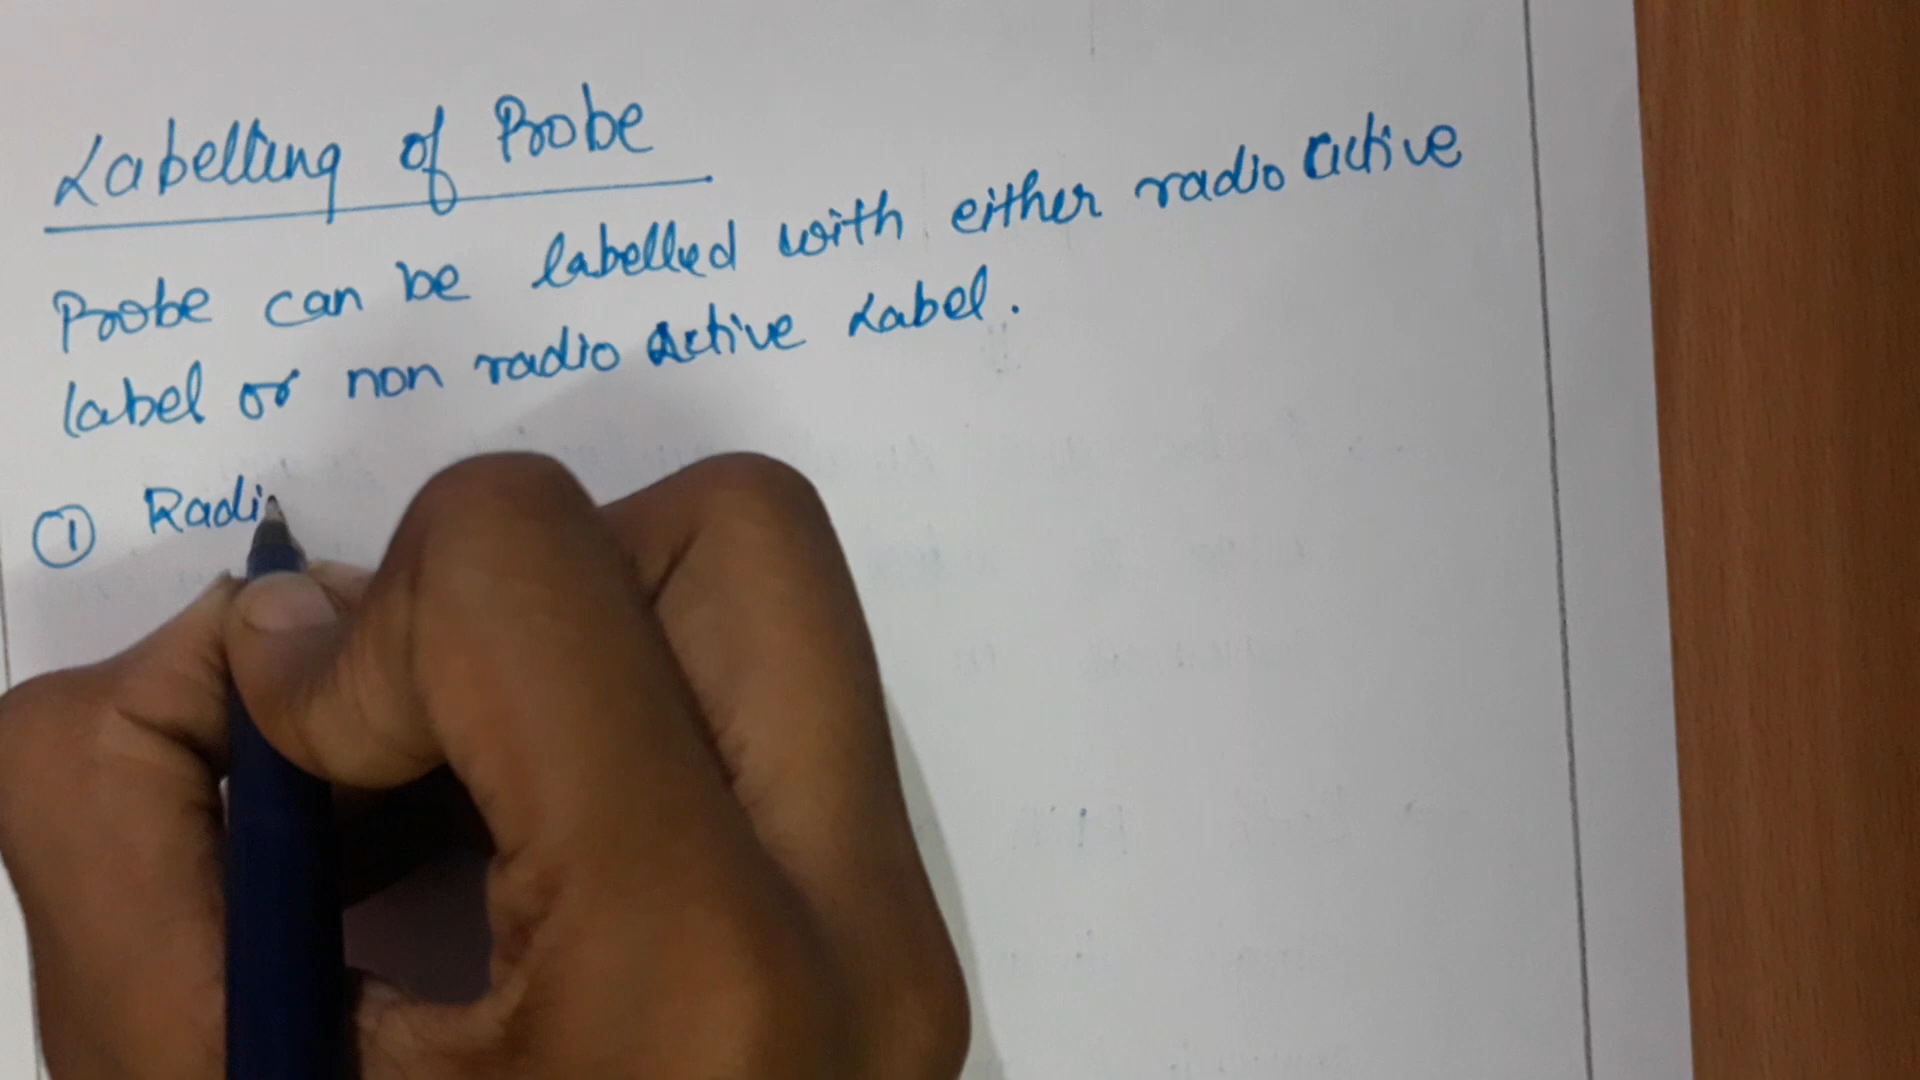 Labelling of Probe
Probe can be labelled with either radio active
label or non radio Active Label.
① Radi